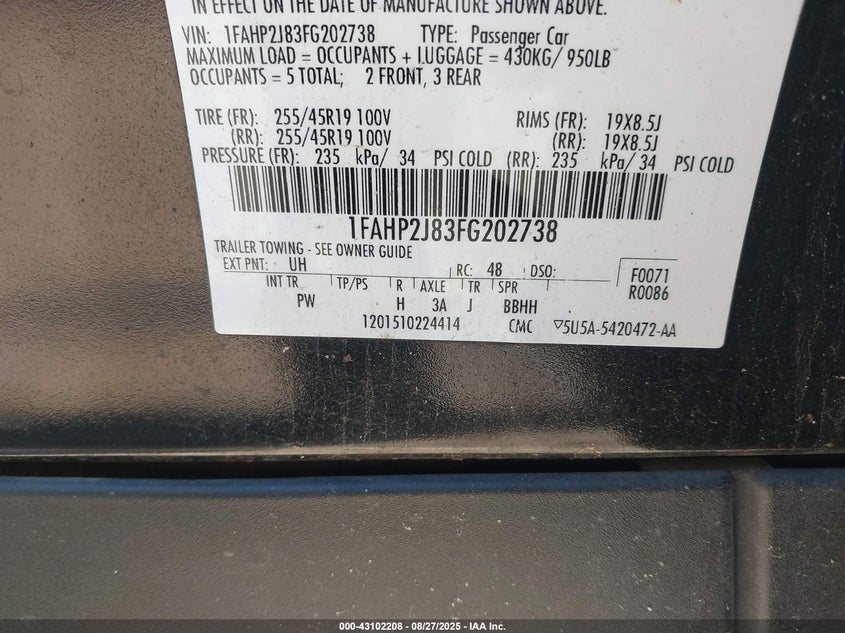 IN EFFECT ON THE DATE OF MANUFACTURE SHOWN ABOVE.
VIN: 1FAHP2J83FG202738 TYPE: Passenger Car
MAXIMUM LOAD = OCCUPANTS + LUGGAGE = 430KG/ 950LB
OCCUPANTS = 5 TOTAL; 2 FRONT, 3 REAR
TIRE (FR): 255/45R19 100V RIMS (FR): 19X8.5J
(RR): 255/45R19 100V (RR): 19X8.5J
PRESSURE (FR): 235 kPa/ 34 PSI COLD (RR): 235 kPa/34 PSI COLD
1FAHP2J83FG202738
TRAILER TOWING - SEE OWNER GUIDE
EXT PNT: UH RC: 48 DSO: F0071
INT TR TP/PS R AXLE TR SPR R0086
PW H 3A J BBHH
1201510224414 CMC ▽5U5A-5420472-AA
000-43102208 - 08/27/2025 - IAA Inc.